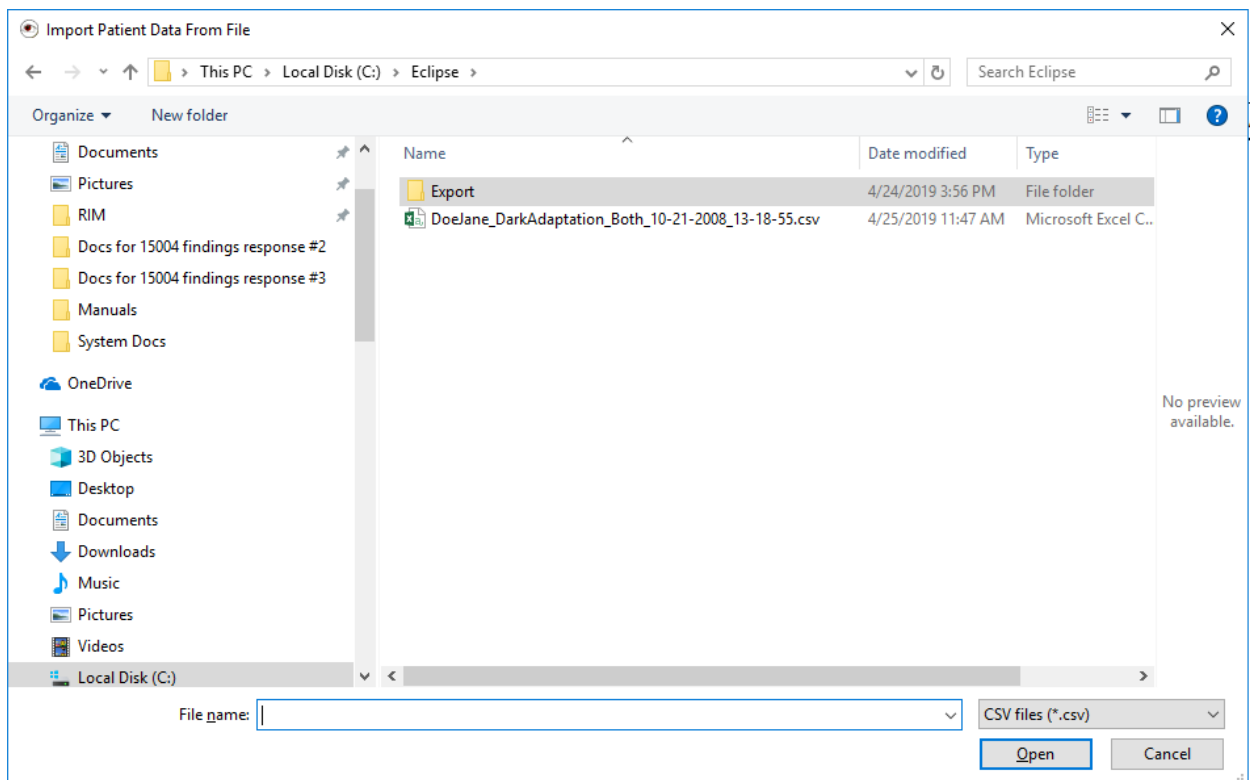 Import Patient Data From File
This PC > Local Disk (C:) > Eclipse >
Search Eclipse
Organize
New folder
Documents
Pictures
RIM
Docs for 15004 findings response #2
Docs for 15004 findings response #3
Manuals
System Docs
OneDrive
This PC
3D Objects
Desktop
Documents
Downloads
Music
Pictures
Videos
Local Disk (C:)
Name Date modified Type
Export 4/24/2019 3:56 PM File folder
DoeJane_DarkAdaptation_Both_10-21-2008_13-18-55.csv 4/25/2019 11:47 AM Microsoft Excel C...
No preview
available.
File name:
CSV files (*.csv)
Open
Cancel